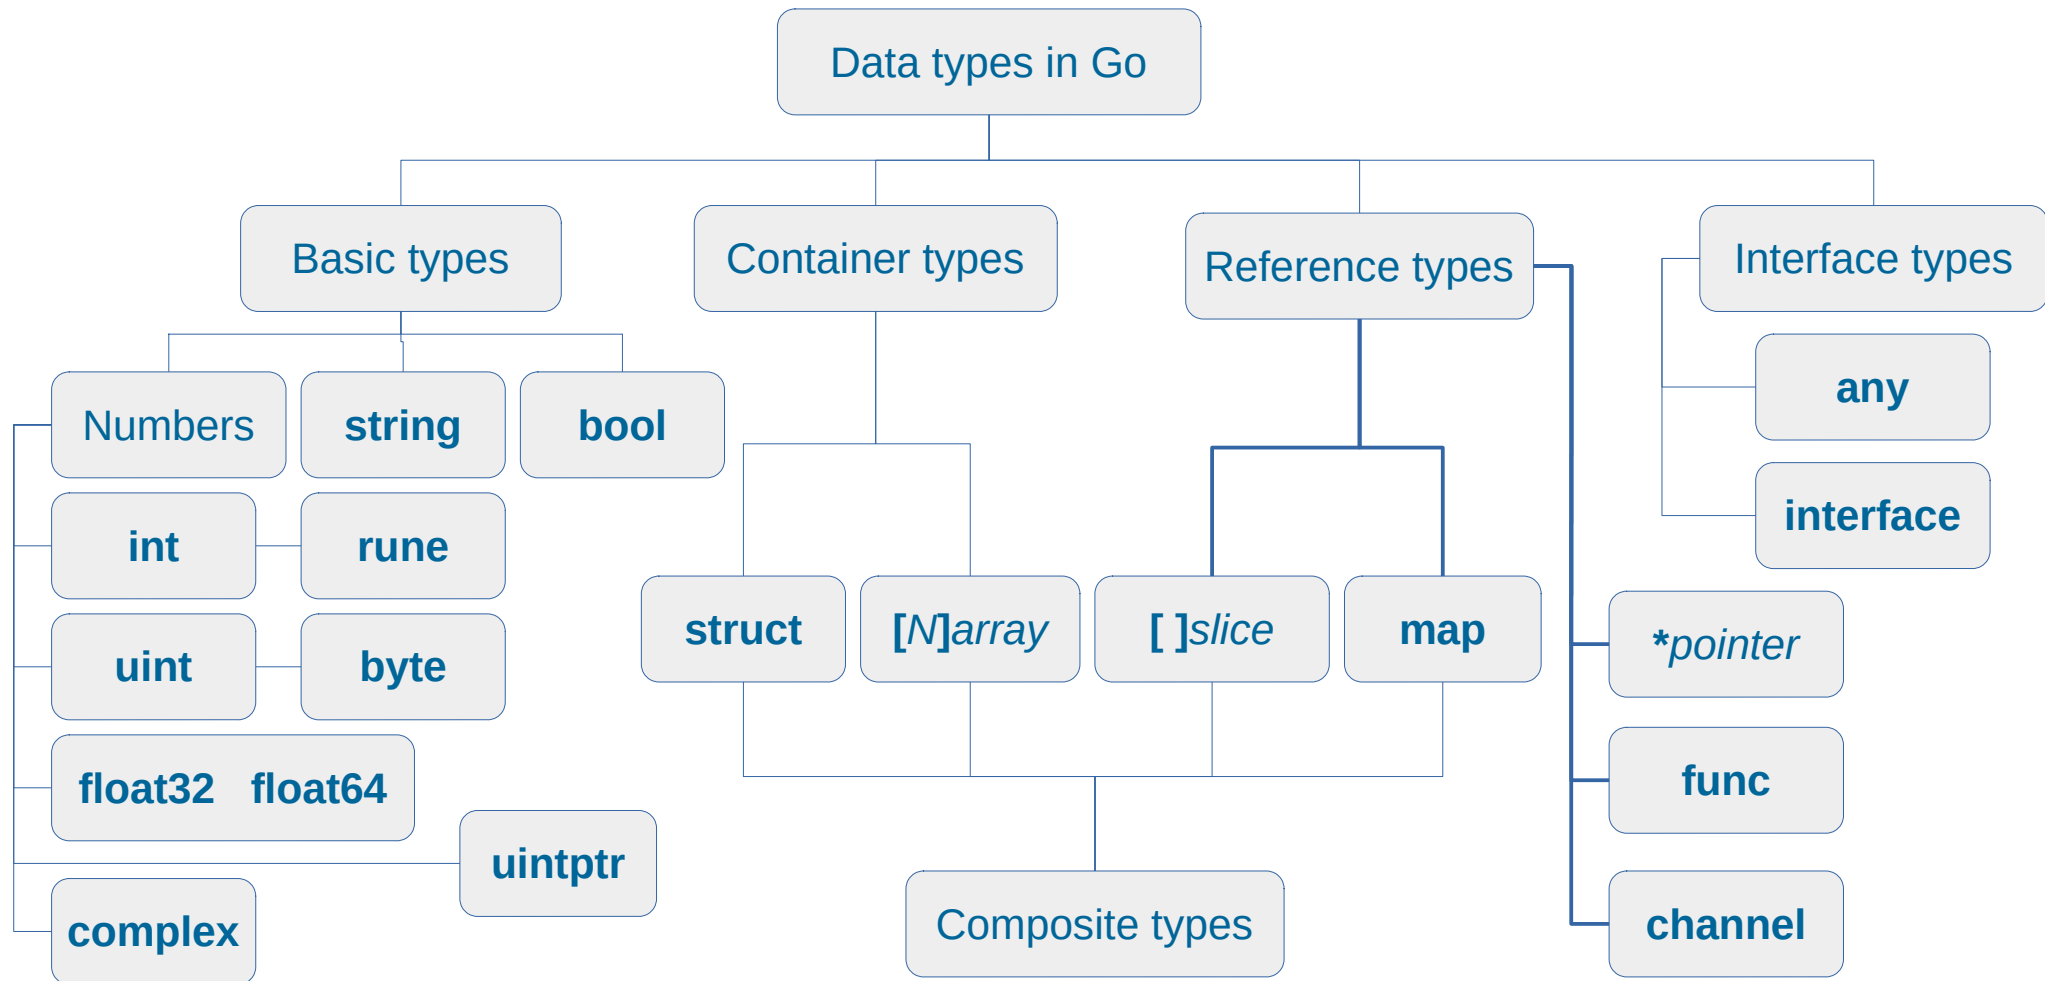 Data types in Go
Basic types
Container types
Reference types
Interface types
Numbers
string
bool
any
int
rune
interface
struct
[N]array
[ ]slice
map
uint
byte
*pointer
float32 float64
func
uintptr
complex
Composite types
channel